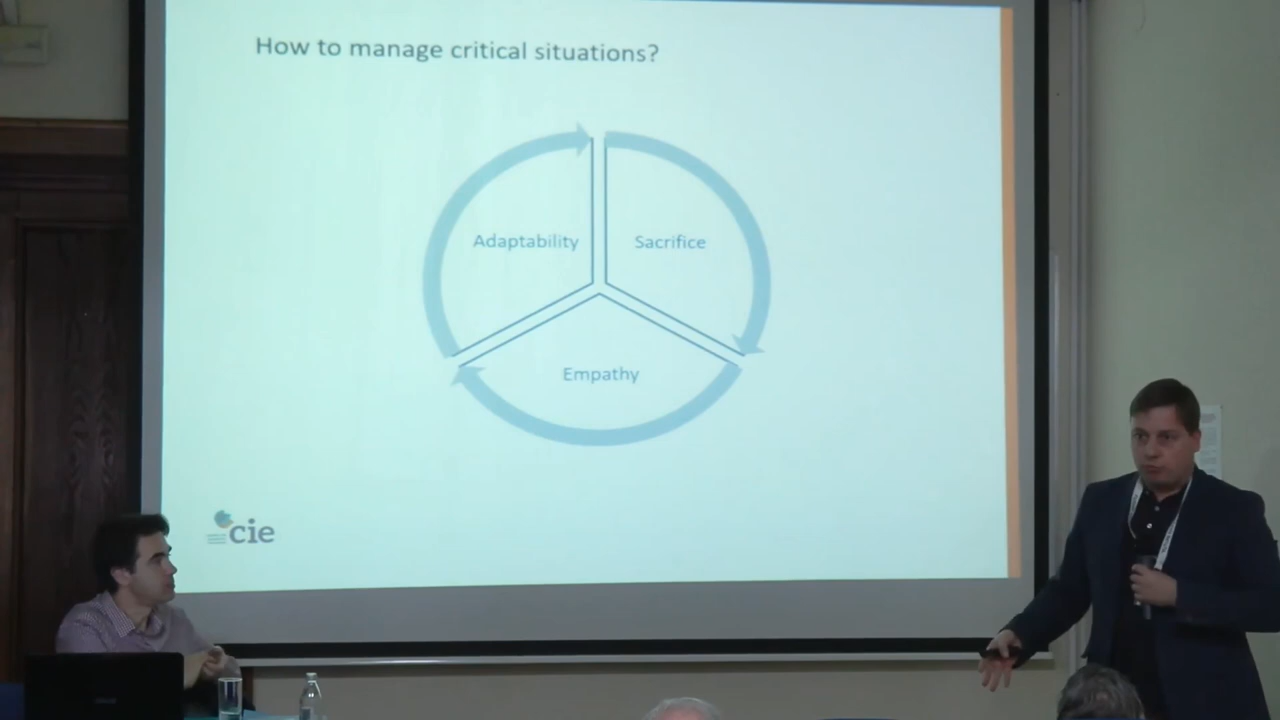 How to manage critical situations?
Adaptability
Sacrifice
Empathy
cie